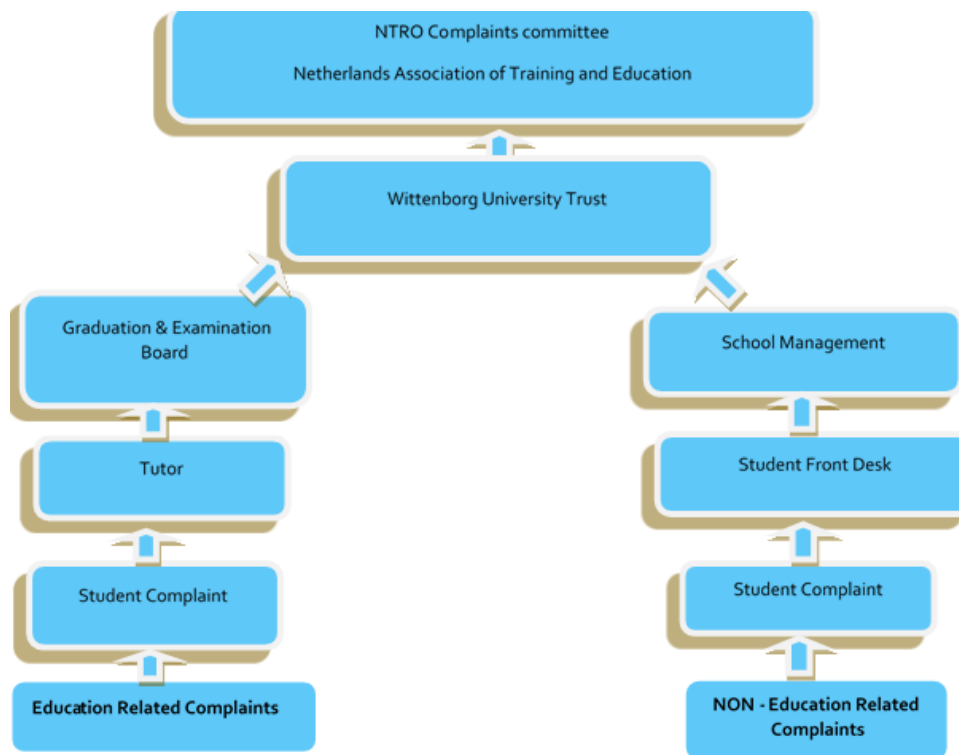 NTRO Complaints committee
Netherlands Association of Training and Education
Wittenborg University Trust
Graduation & Examination
Board
School Management
Tutor
Student Front Desk
Student Complaint
Student Complaint
Education Related Complaints
NON - Education Related
Complaints